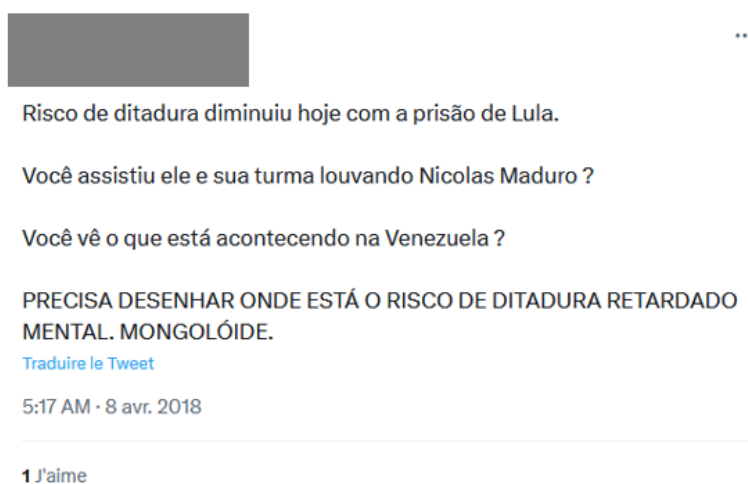 Risco de ditadura diminuiu hoje com a prisão de Lula.
Você assistiu ele e sua turma louvando Nicolas Maduro ?
Você vê o que está acontecendo na Venezuela ?
PRECISA DESENHAR ONDE ESTÁ O RISCO DE DITADURA RETARDADO
MENTAL. MONGOLÓIDE.
Traduire le Tweet
5:17 AM · 8 avr. 2018
1 J'aime